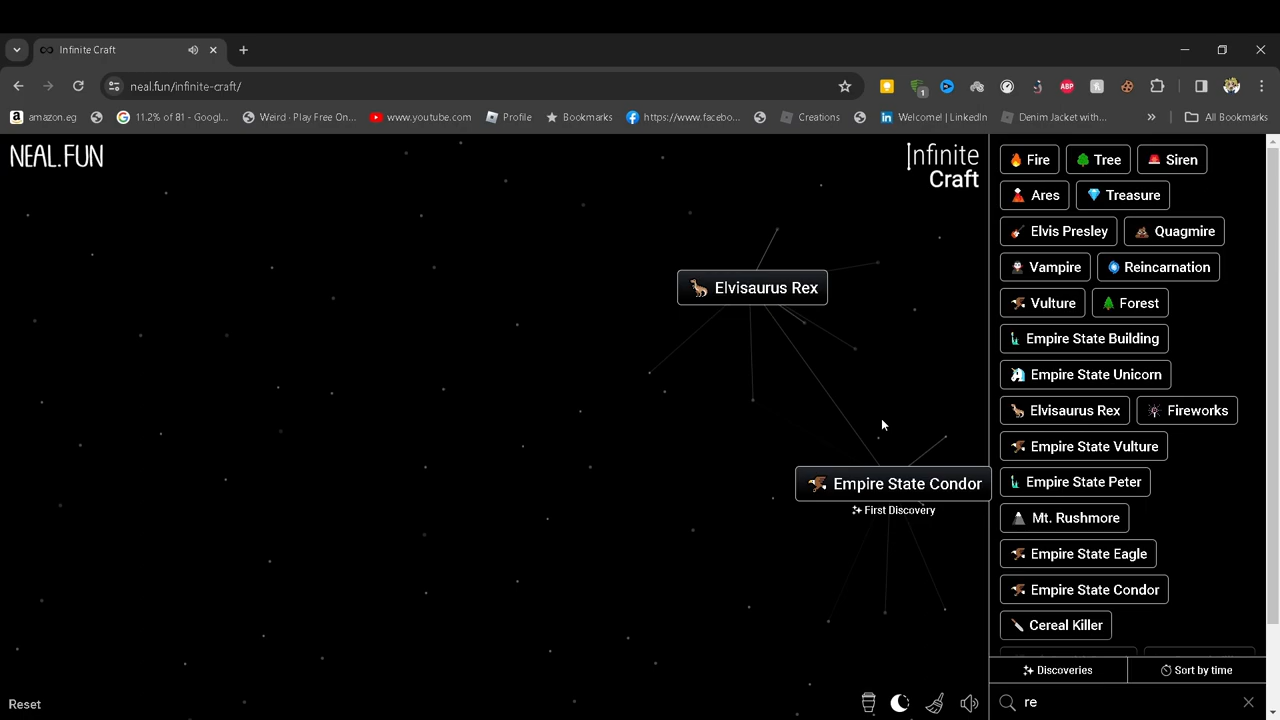 Infinite Craft
neal.fun/infinite-craft/
1
ABP
amazon.eg
11.2% of 81 - Googl...
Weird · Play Free On...
www.youtube.com
Profile
Bookmarks
https://www.facebo...
Creations
Welcome! | LinkedIn
Denim Jacket with...
»
All Bookmarks
NEAL.FUN
Infinite
Craft
Fire Tree Siren
Ares Treasure
Elvis Presley Quagmire
Vampire Reincarnation
Vulture Forest
Empire State Building
Empire State Unicorn
Elvisaurus Rex Fireworks
Empire State Vulture
Empire State Peter
Mt. Rushmore
Empire State Eagle
Empire State Condor
Cereal Killer
Elvisaurus Rex
Empire State Condor
First Discovery
Discoveries Sort by time
Reset
re